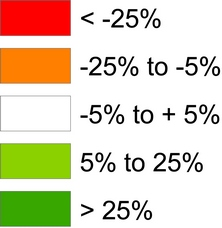 < -25%
-25% to -5%
-5% to + 5%
5% to 25%
> 25%